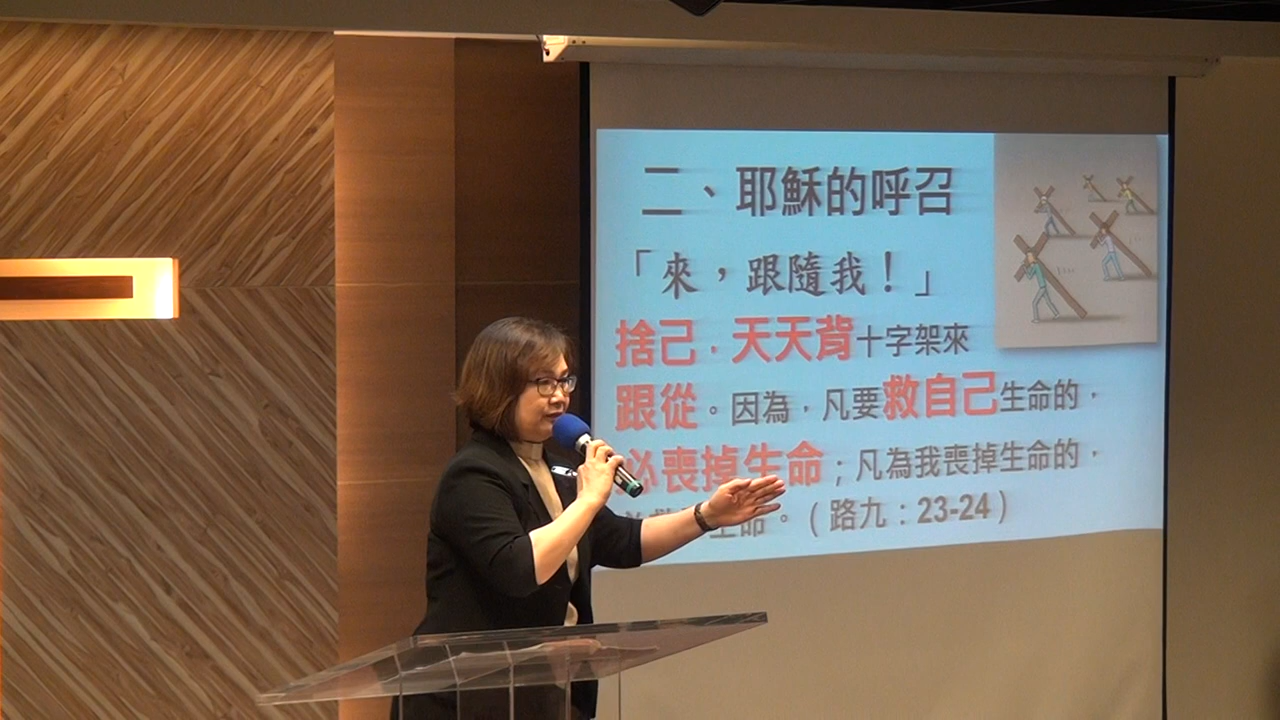 二、耶穌的呼召
「來,跟隨我!」
捨己,天天背十字架來
跟從。因為,凡要救自己生命的,
必喪掉生命;凡為我喪掉生命的,
生命。(路九:23-24)